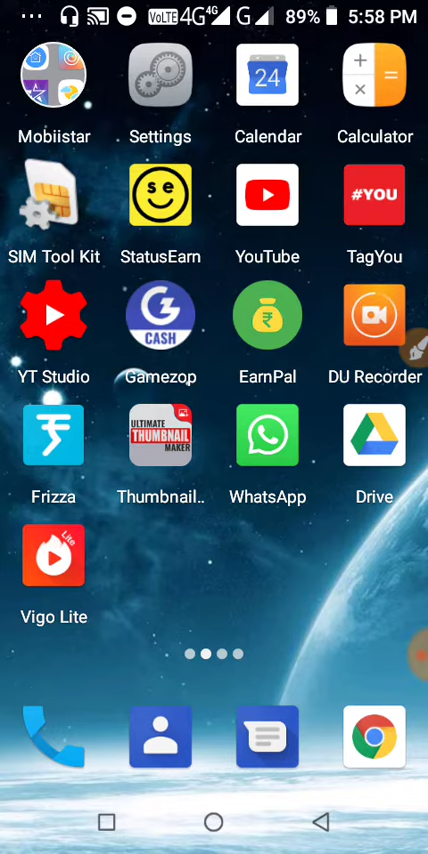 ... VoLTE 4G 4G G 89% 5:58 PM
Mobiistar Settings Calendar Calculator
24
SIM Tool Kit StatusEarn YouTube TagYou
se
#YOU
YT Studio Gamezop EarnPal DU Recorder
CASH
₹
Frizza Thumbnail.. WhatsApp Drive
ULTIMATE
THUMBNAIL
MAKER
Vigo Lite
Lite